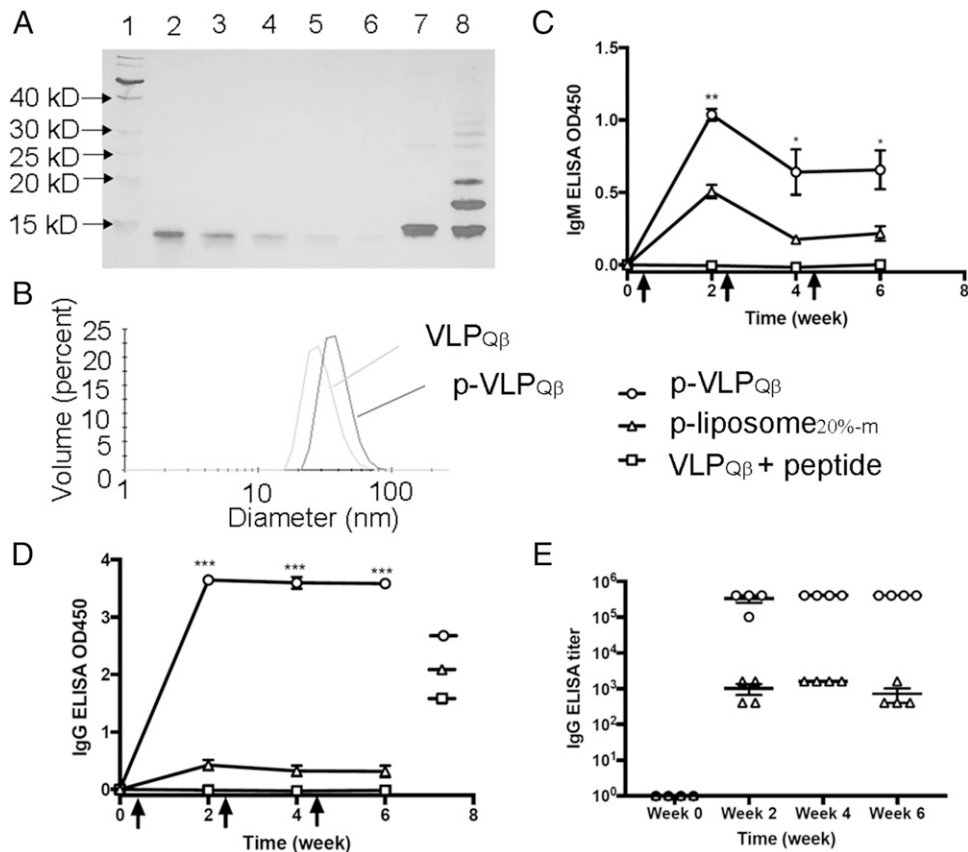 A
1 2 3 4 5 6 7 8
40 kD
30 kD
25 kD
20 kD
15 kD
B
Volume (percent)
25
20
15
10
5
0
1 10 100
Diameter (nm)
VLPQβ
p-VLPQβ
C
IgM ELISA OD450
1.5
1.0
0.5
0.0
** * *
0 2 4 6 8
Time (week)
p-VLPQβ
p-liposome20%-m
VLPQβ + peptide
D
IgG ELISA OD450
4
3
2
1
0
*** *** ***
0 2 4 6 8
Time (week)
E
IgG ELISA titer
10⁶
10⁵
10⁴
10³
10²
10¹
10⁰
Week 0 Week 2 Week 4 Week 6
Time (week)